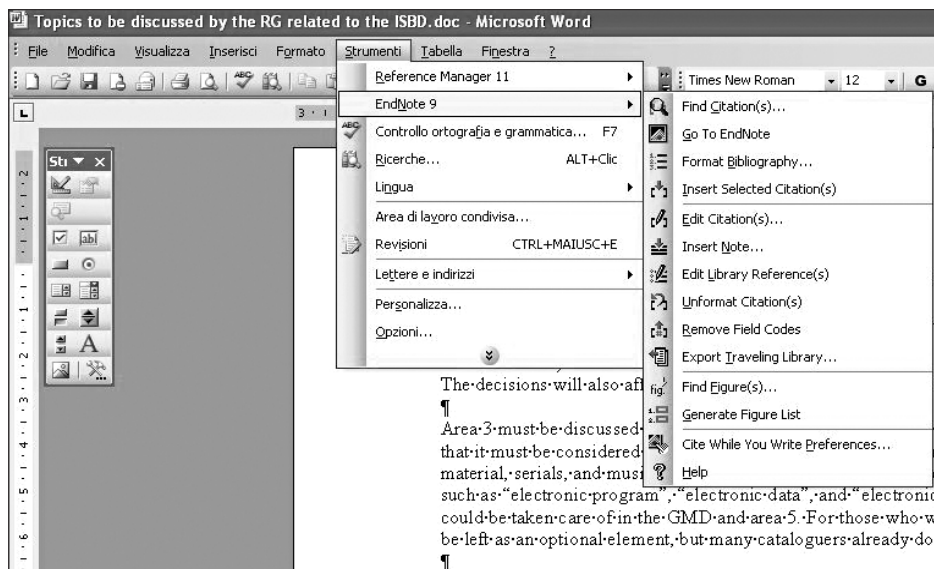 Topics to be discussed by the RG related to the ISBD.doc - Microsoft Word
File Modifica Visualizza Inserisci Formato Strumenti Tabella Finestra ?
Times New Roman 12 G
Reference Manager 11
EndNote 9
Controllo ortografia e grammatica... F7
Ricerche... ALT+Clic
Lingua
Area di lavoro condivisa...
Revisioni CTRL+MAIUSC+E
Lettere e indirizzi
Personalizza...
Opzioni...
Find Citation(s)...
Go To EndNote
Format Bibliography...
Insert Selected Citation(s)
Edit Citation(s)...
Insert Note...
Edit Library Reference(s)
Unformat Citation(s)
Remove Field Codes
Export Traveling Library...
Find Figure(s)...
Generate Figure List
Cite While You Write Preferences...
Help
L
3 · 1
Stı
ab
A
The·decisions·will·also·aff
¶
Area·3·must·be·discussed·
that·it·must·be·considered·
material,·serials,·and·musi
such·as·“electronic·program”,·“electronic·data”,·and·“electronic
could·be·taken·care·of·in·the·GMD·and·area·5.·For·those·who·w
be·left·as·an·optional·element,·but·many·cataloguers·already·do
¶